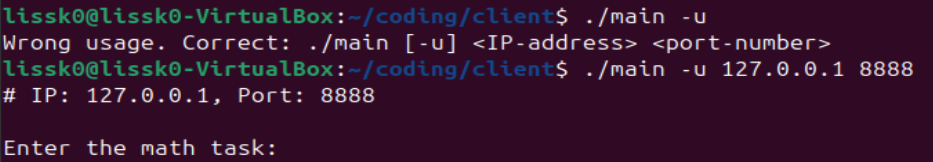 lissk0@lissk0-VirtualBox:~/coding/client$ ./main -u
Wrong usage. Correct: ./main [-u] <IP-address> <port-number>
lissk0@lissk0-VirtualBox:~/coding/client$ ./main -u 127.0.0.1 8888
# IP: 127.0.0.1, Port: 8888
Enter the math task: